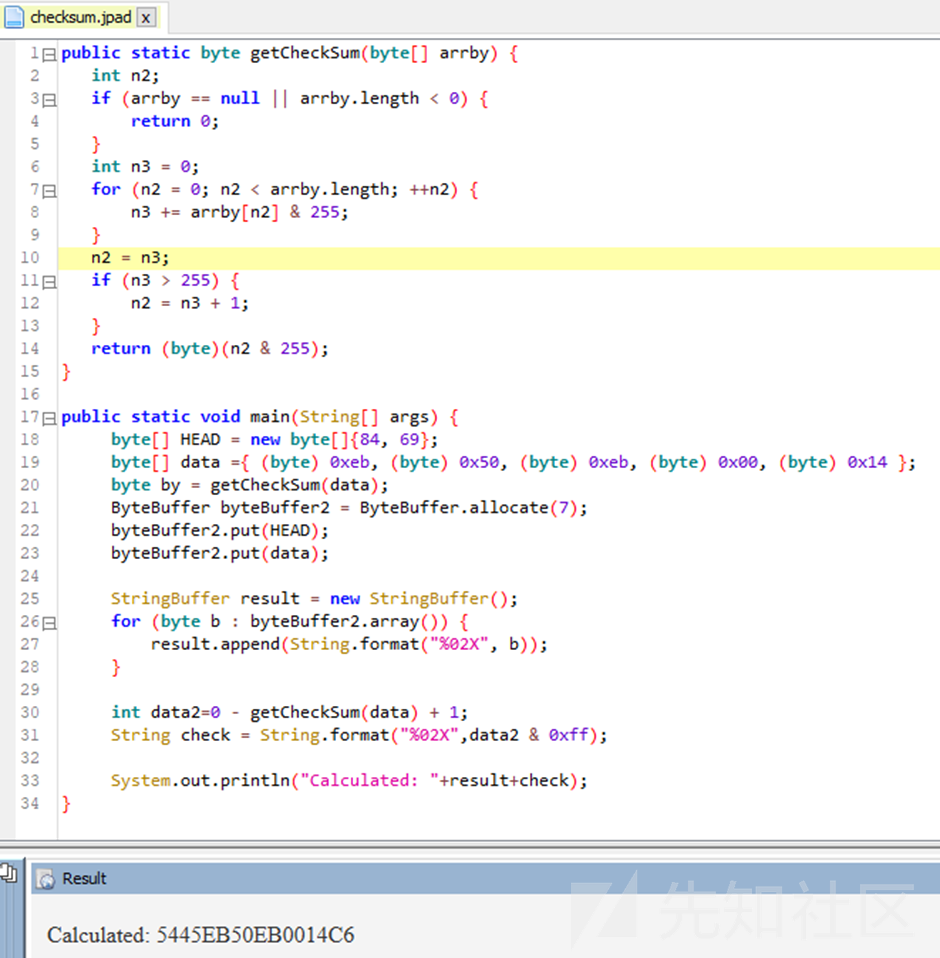 checksum.jpad x
1 public static byte getCheckSum(byte[] arrby) {
2 int n2;
3 if (arrby == null || arrby.length < 0) {
4 return 0;
5 }
6 int n3 = 0;
7 for (n2 = 0; n2 < arrby.length; ++n2) {
8 n3 += arrby[n2] & 255;
9 }
10 n2 = n3;
11 if (n3 > 255) {
12 n2 = n3 + 1;
13 }
14 return (byte)(n2 & 255);
15 }
16
17 public static void main(String[] args) {
18 byte[] HEAD = new byte[]{84, 69};
19 byte[] data ={ (byte) 0xeb, (byte) 0x50, (byte) 0xeb, (byte) 0x00, (byte) 0x14 };
20 byte by = getCheckSum(data);
21 ByteBuffer byteBuffer2 = ByteBuffer.allocate(7);
22 byteBuffer2.put(HEAD);
23 byteBuffer2.put(data);
24
25 StringBuffer result = new StringBuffer();
26 for (byte b : byteBuffer2.array()) {
27 result.append(String.format("%02X", b));
28 }
29
30 int data2=0 - getCheckSum(data) + 1;
31 String check = String.format("%02X",data2 & 0xff);
32
33 System.out.println("Calculated: "+result+check);
34 }
Result
Calculated: 5445EB50EB0014C6
先知社区